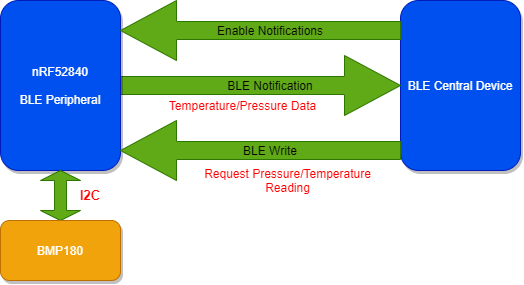 Enable Notifications
nRF52840
BLE Peripheral
BLE Notification
BLE Central Device
Temperature/Pressure Data
BLE Write
Request Pressure/Temperature
Reading
I2C
BMP180